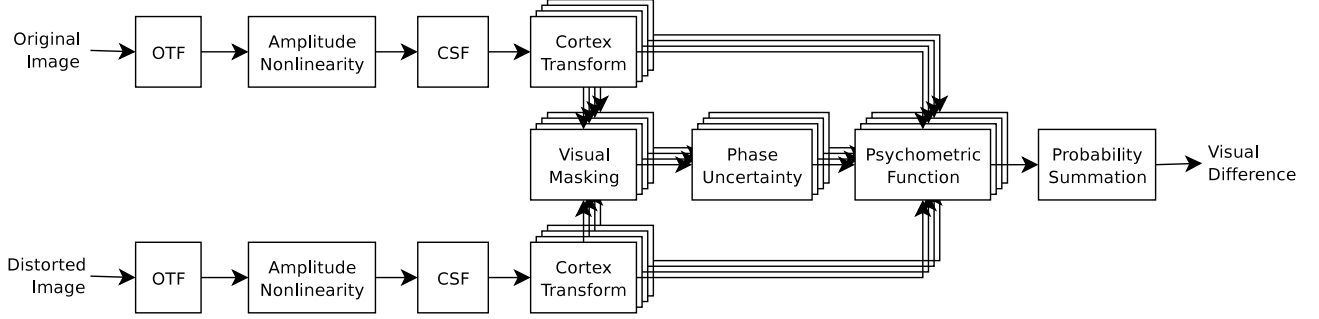 Original
Image
OTF
Amplitude
Nonlinearity
CSF
Cortex
Transform
Visual
Masking
Phase
Uncertainty
Psychometric
Function
Probability
Summation
Visual
Difference
Distorted
Image
OTF
Amplitude
Nonlinearity
CSF
Cortex
Transform